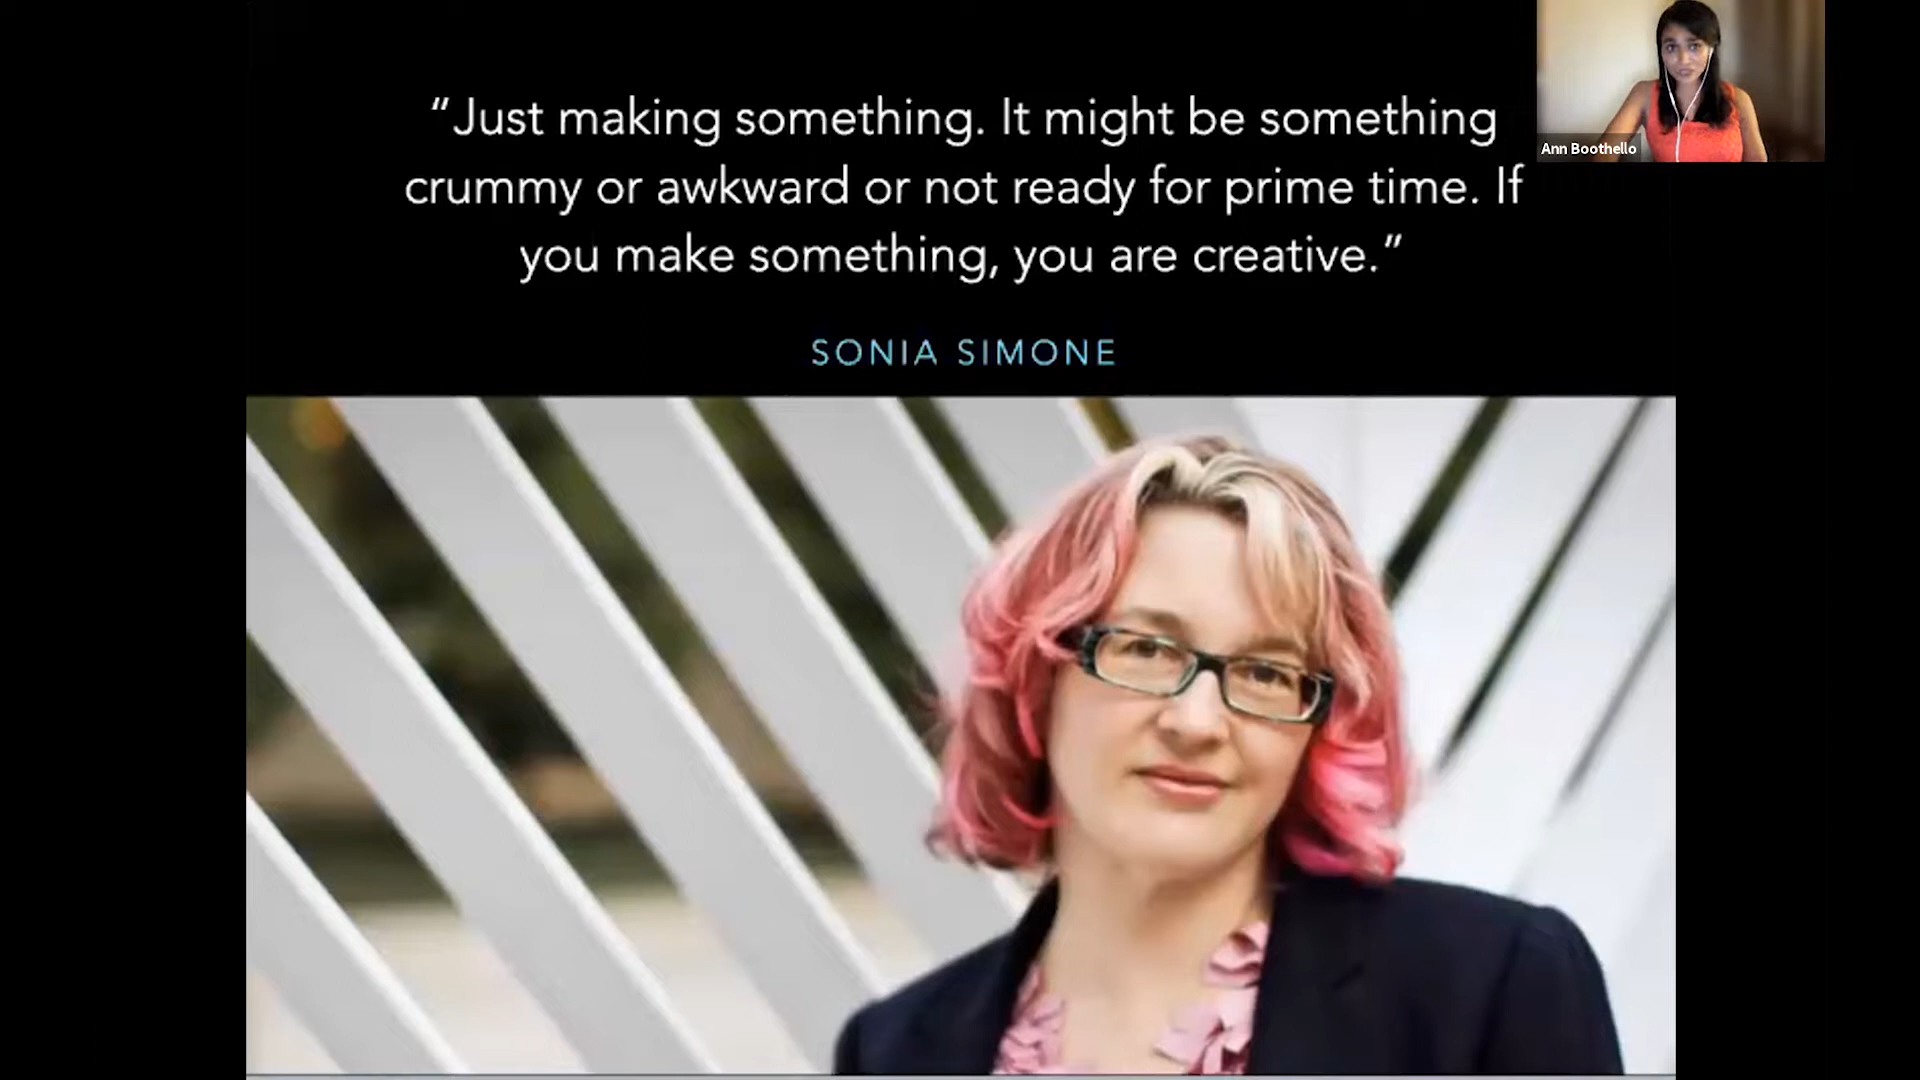 “Just making something. It might be something
crummy or awkward or not ready for prime time. If
you make something, you are creative.”
SONIA SIMONE
Ann Boothello